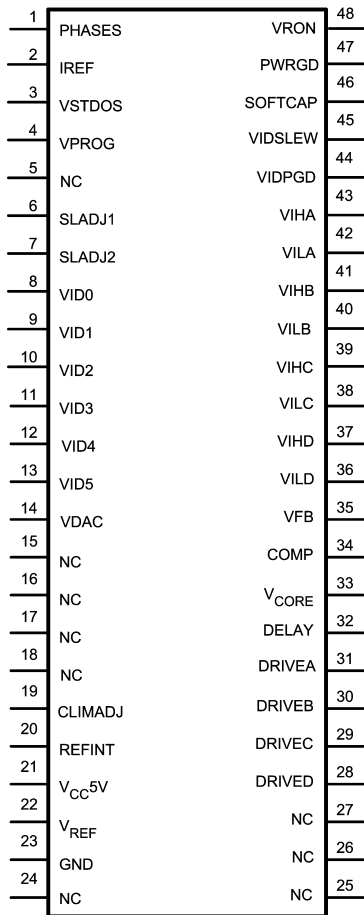 1 PHASES VRON 48
2 IREF PWRGD 47
3 VSTDOS SOFTCAP 46
4 VPROG VIDSLEW 45
5 NC VIDPGD 44
6 SLADJ1 VIHA 43
7 SLADJ2 VILA 42
8 VID0 VIHB 41
9 VID1 VILB 40
10 VID2 VIHC 39
11 VID3 VILC 38
12 VID4 VIHD 37
13 VID5 VILD 36
14 VDAC VFB 35
15 NC COMP 34
16 NC VCORE 33
17 NC DELAY 32
18 NC DRIVEA 31
19 CLIMADJ DRIVEB 30
20 REFINT DRIVEC 29
21 VCC5V DRIVED 28
22 VREF NC 27
23 GND NC 26
24 NC NC 25